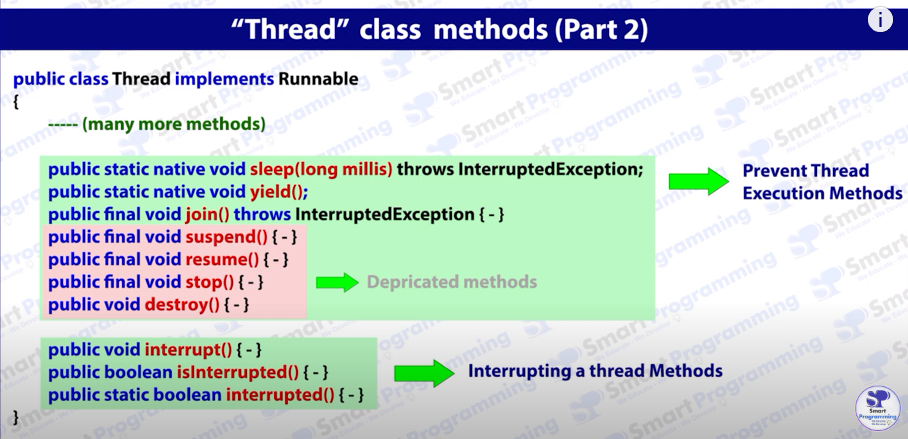 "Thread" class methods (Part 2)
i
public class Thread implements Runnable
{
----- (many more methods)
public static native void sleep(long millis) throws InterruptedException;
public static native void yield();
public final void join() throws InterruptedException { - }
public final void suspend() { - }
public final void resume() { - }
public final void stop() { - }
public void destroy() { - }
Prevent Thread
Execution Methods
Depricated methods
public void interrupt() { - }
public boolean isInterrupted() { - }
public static boolean interrupted() { - }
Interrupting a thread Methods
}
Smart
Programming